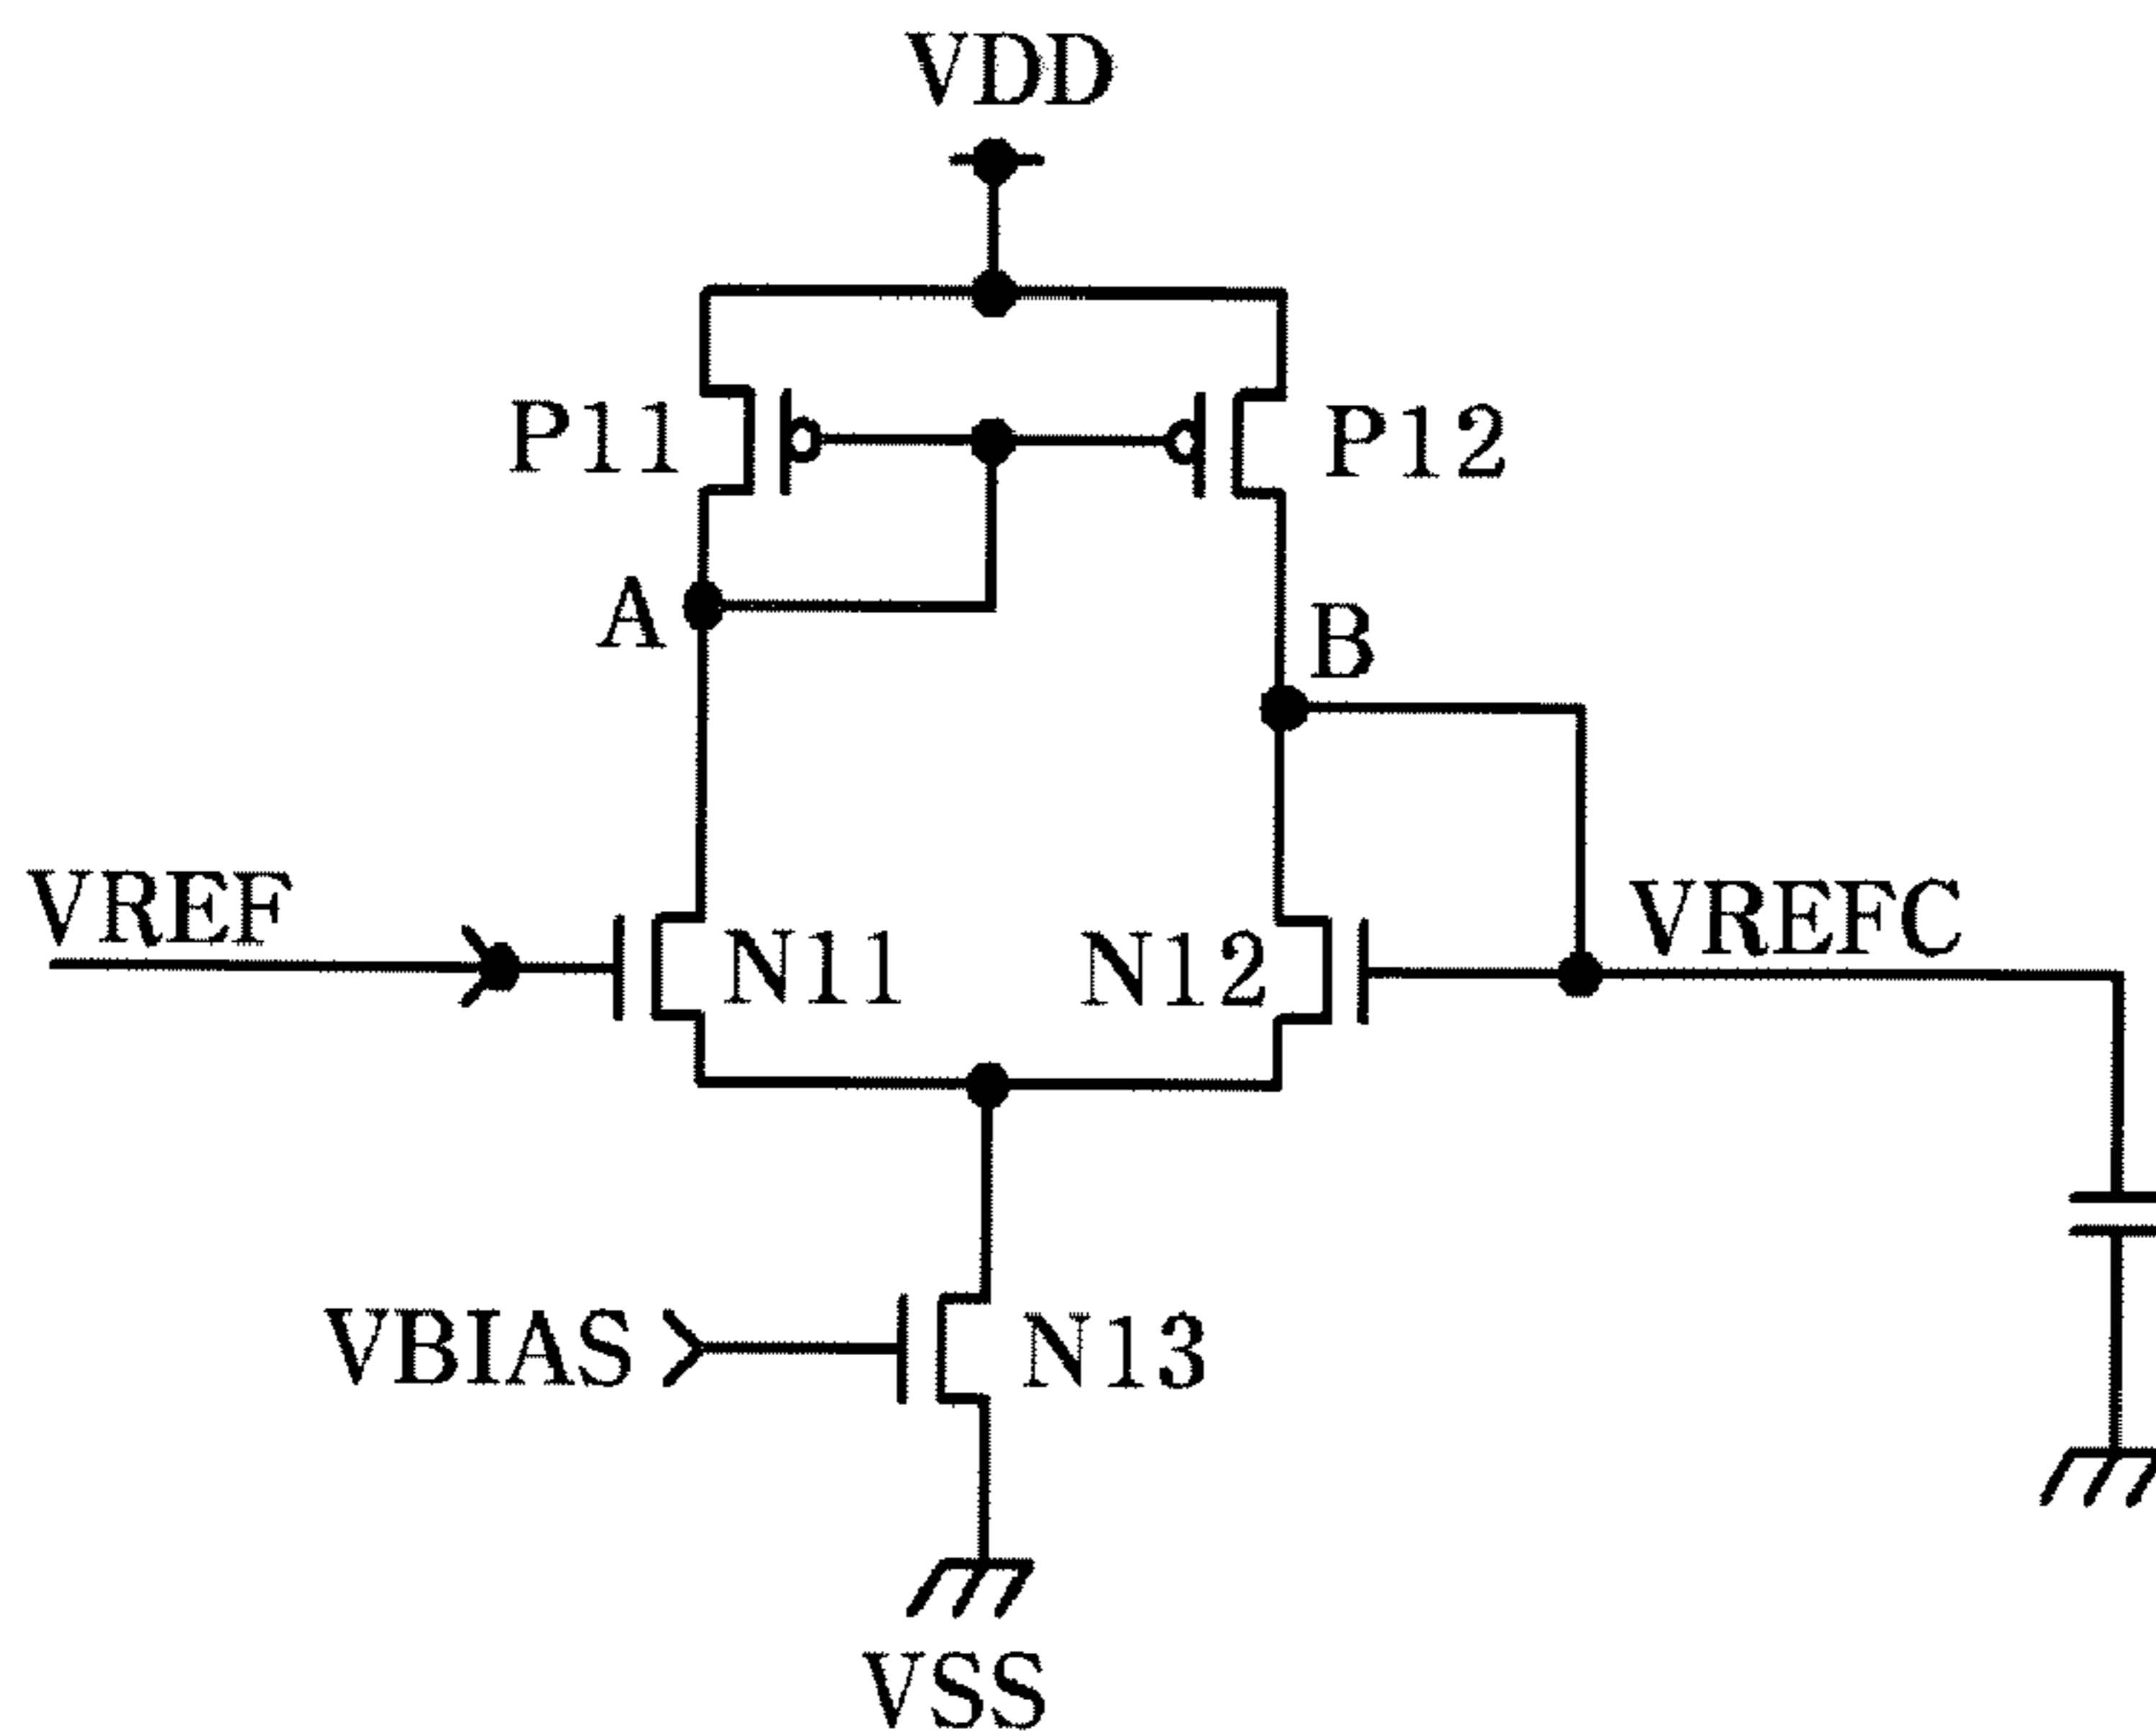 VDD
P11
P12
A
B
VREF
N11
N12
VREFC
VBIAS
N13
VSS